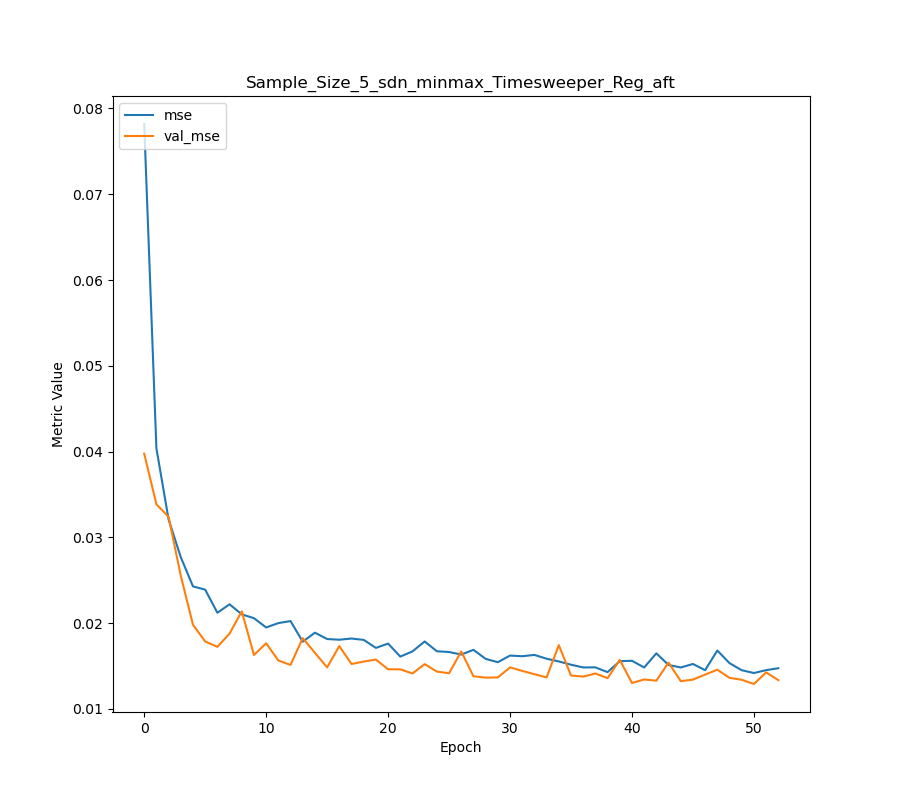 Sample_Size_5_sdn_minmax_Timesweeper_Reg_aft
mse
val_mse
0.08
0.07
0.06
0.05
0.04
0.03
0.02
0.01
Metric Value
0 10 20 30 40 50
Epoch